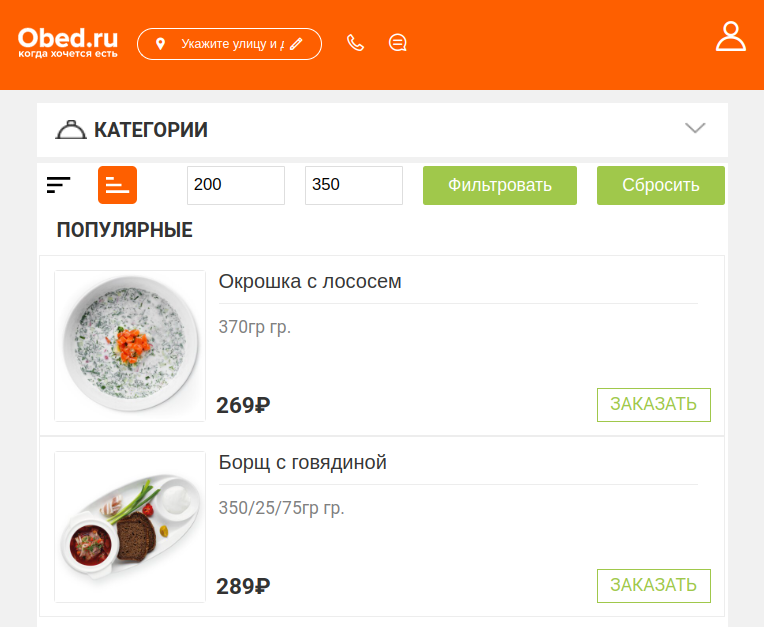 Obed.ru
когда хочется есть
Укажите улицу и д
КАТЕГОРИИ
200 350 Фильтровать Сбросить
ПОПУЛЯРНЫЕ
Окрошка с лососем
370гр гр.
269₽ ЗАКАЗАТЬ
Борщ с говядиной
350/25/75гр гр.
289₽ ЗАКАЗАТЬ